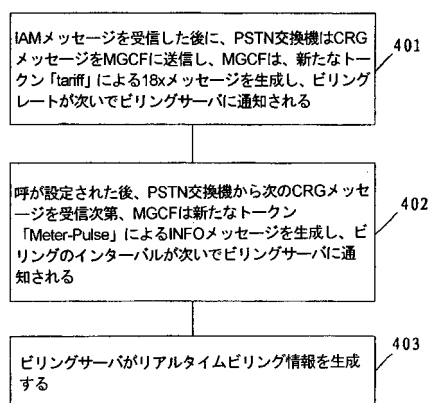 IAMメッセージを受信した後に、PSTN交換機はCRG
メッセージをMGCFに送信し、MGCFは、新たなトー
クン「tariff」による18xメッセージを生成し、ビリング
レートが次いでビリングサーバに通知される
401
呼が設定された後、PSTN交換機から次のCRGメッセ
ージを受信次第、MGCFは新たなトークン
「Meter-Pulse」によるINFOメッセージを生成し、ビ
リングのインターバルが次いでビリングサーバに通
知される
402
ビリングサーバがリアルタイムビリング情報を生成
する
403